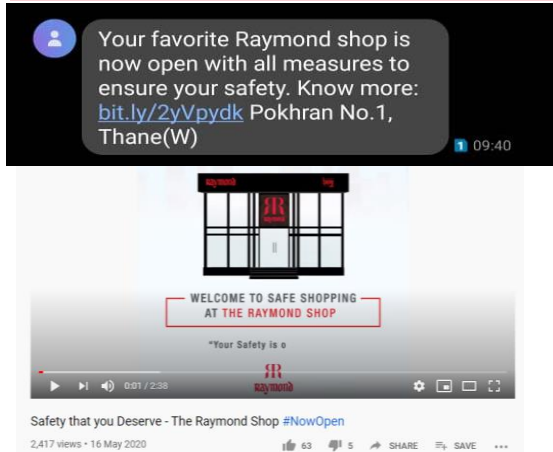 Your favorite Raymond shop is
now open with all measures to
ensure your safety. Know more:
bit.ly/2yVpydk Pokhran No.1,
Thane(W)
1 09:40
Raymond
R
Raymond
WELCOME TO SAFE SHOPPING
AT THE RAYMOND SHOP
"Your Safety is o
R
Raymond
0:01 / 2:38
Safety that you Deserve - The Raymond Shop #NowOpen
2,417 views • 16 May 2020
63 5 SHARE SAVE